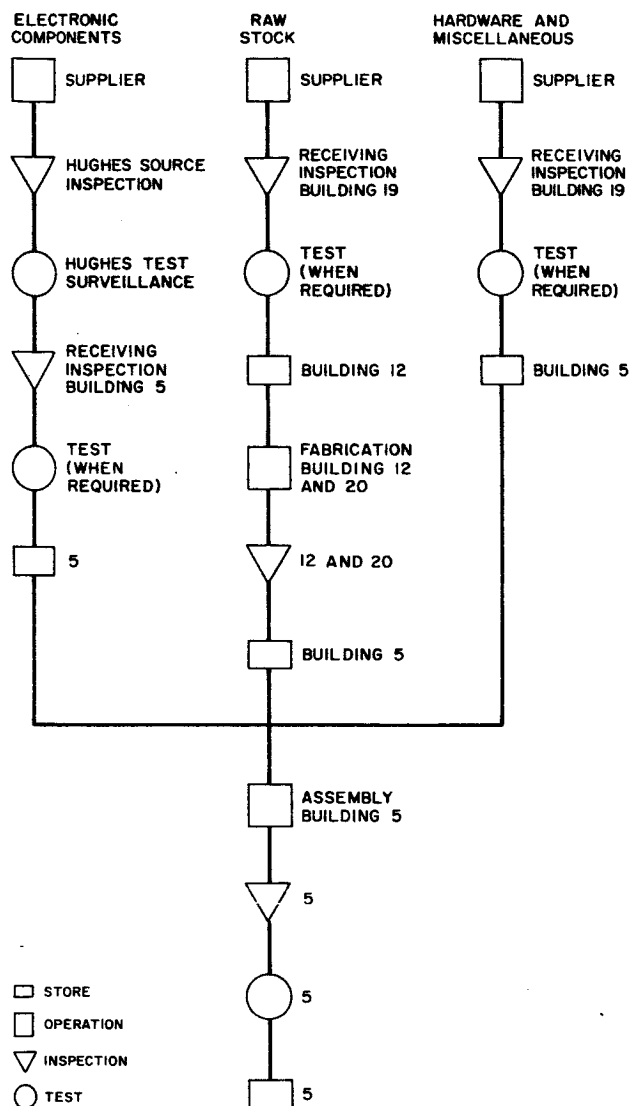 ELECTRONIC
COMPONENTS
SUPPLIER
HUGHES SOURCE
INSPECTION
HUGHES TEST
SURVEILLANCE
RECEIVING
INSPECTION
BUILDING 5
TEST
(WHEN
REQUIRED)
5
RAW
STOCK
SUPPLIER
RECEIVING
INSPECTION
BUILDING 19
TEST
(WHEN
REQUIRED)
BUILDING 12
FABRICATION
BUILDING 12
AND 20
12 AND 20
BUILDING 5
HARDWARE AND
MISCELLANEOUS
SUPPLIER
RECEIVING
INSPECTION
BUILDING 19
TEST
(WHEN
REQUIRED)
BUILDING 5
ASSEMBLY
BUILDING 5
5
5
5
STORE
OPERATION
INSPECTION
TEST